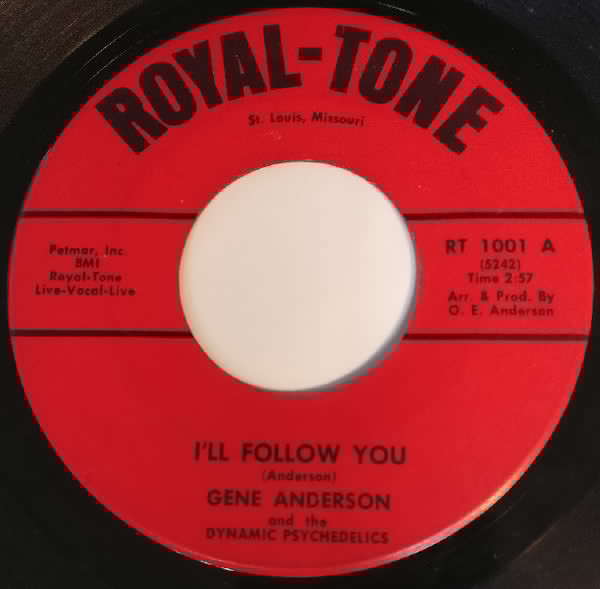 ROYAL-TONE
St. Louis, Missouri
Petmar, Inc.
BMI
Royal-Tone
Live-Vocal-Live
RT 1001 A
(5242)
Time 2:57
Arr. & Prod. By
O. E. Anderson
I'LL FOLLOW YOU
(Anderson)
GENE ANDERSON
and the
DYNAMIC PSYCHEDELICS